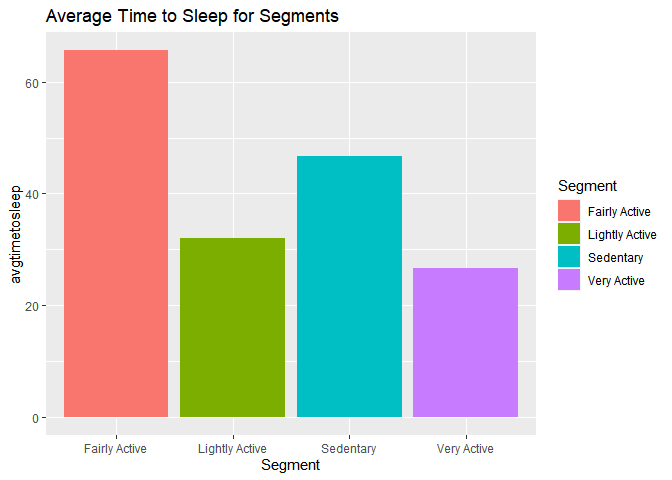 Average Time to Sleep for Segments
avgtimetosleep
60
40
20
0
Fairly Active
Lightly Active
Sedentary
Very Active
Segment
Segment
Fairly Active
Lightly Active
Sedentary
Very Active